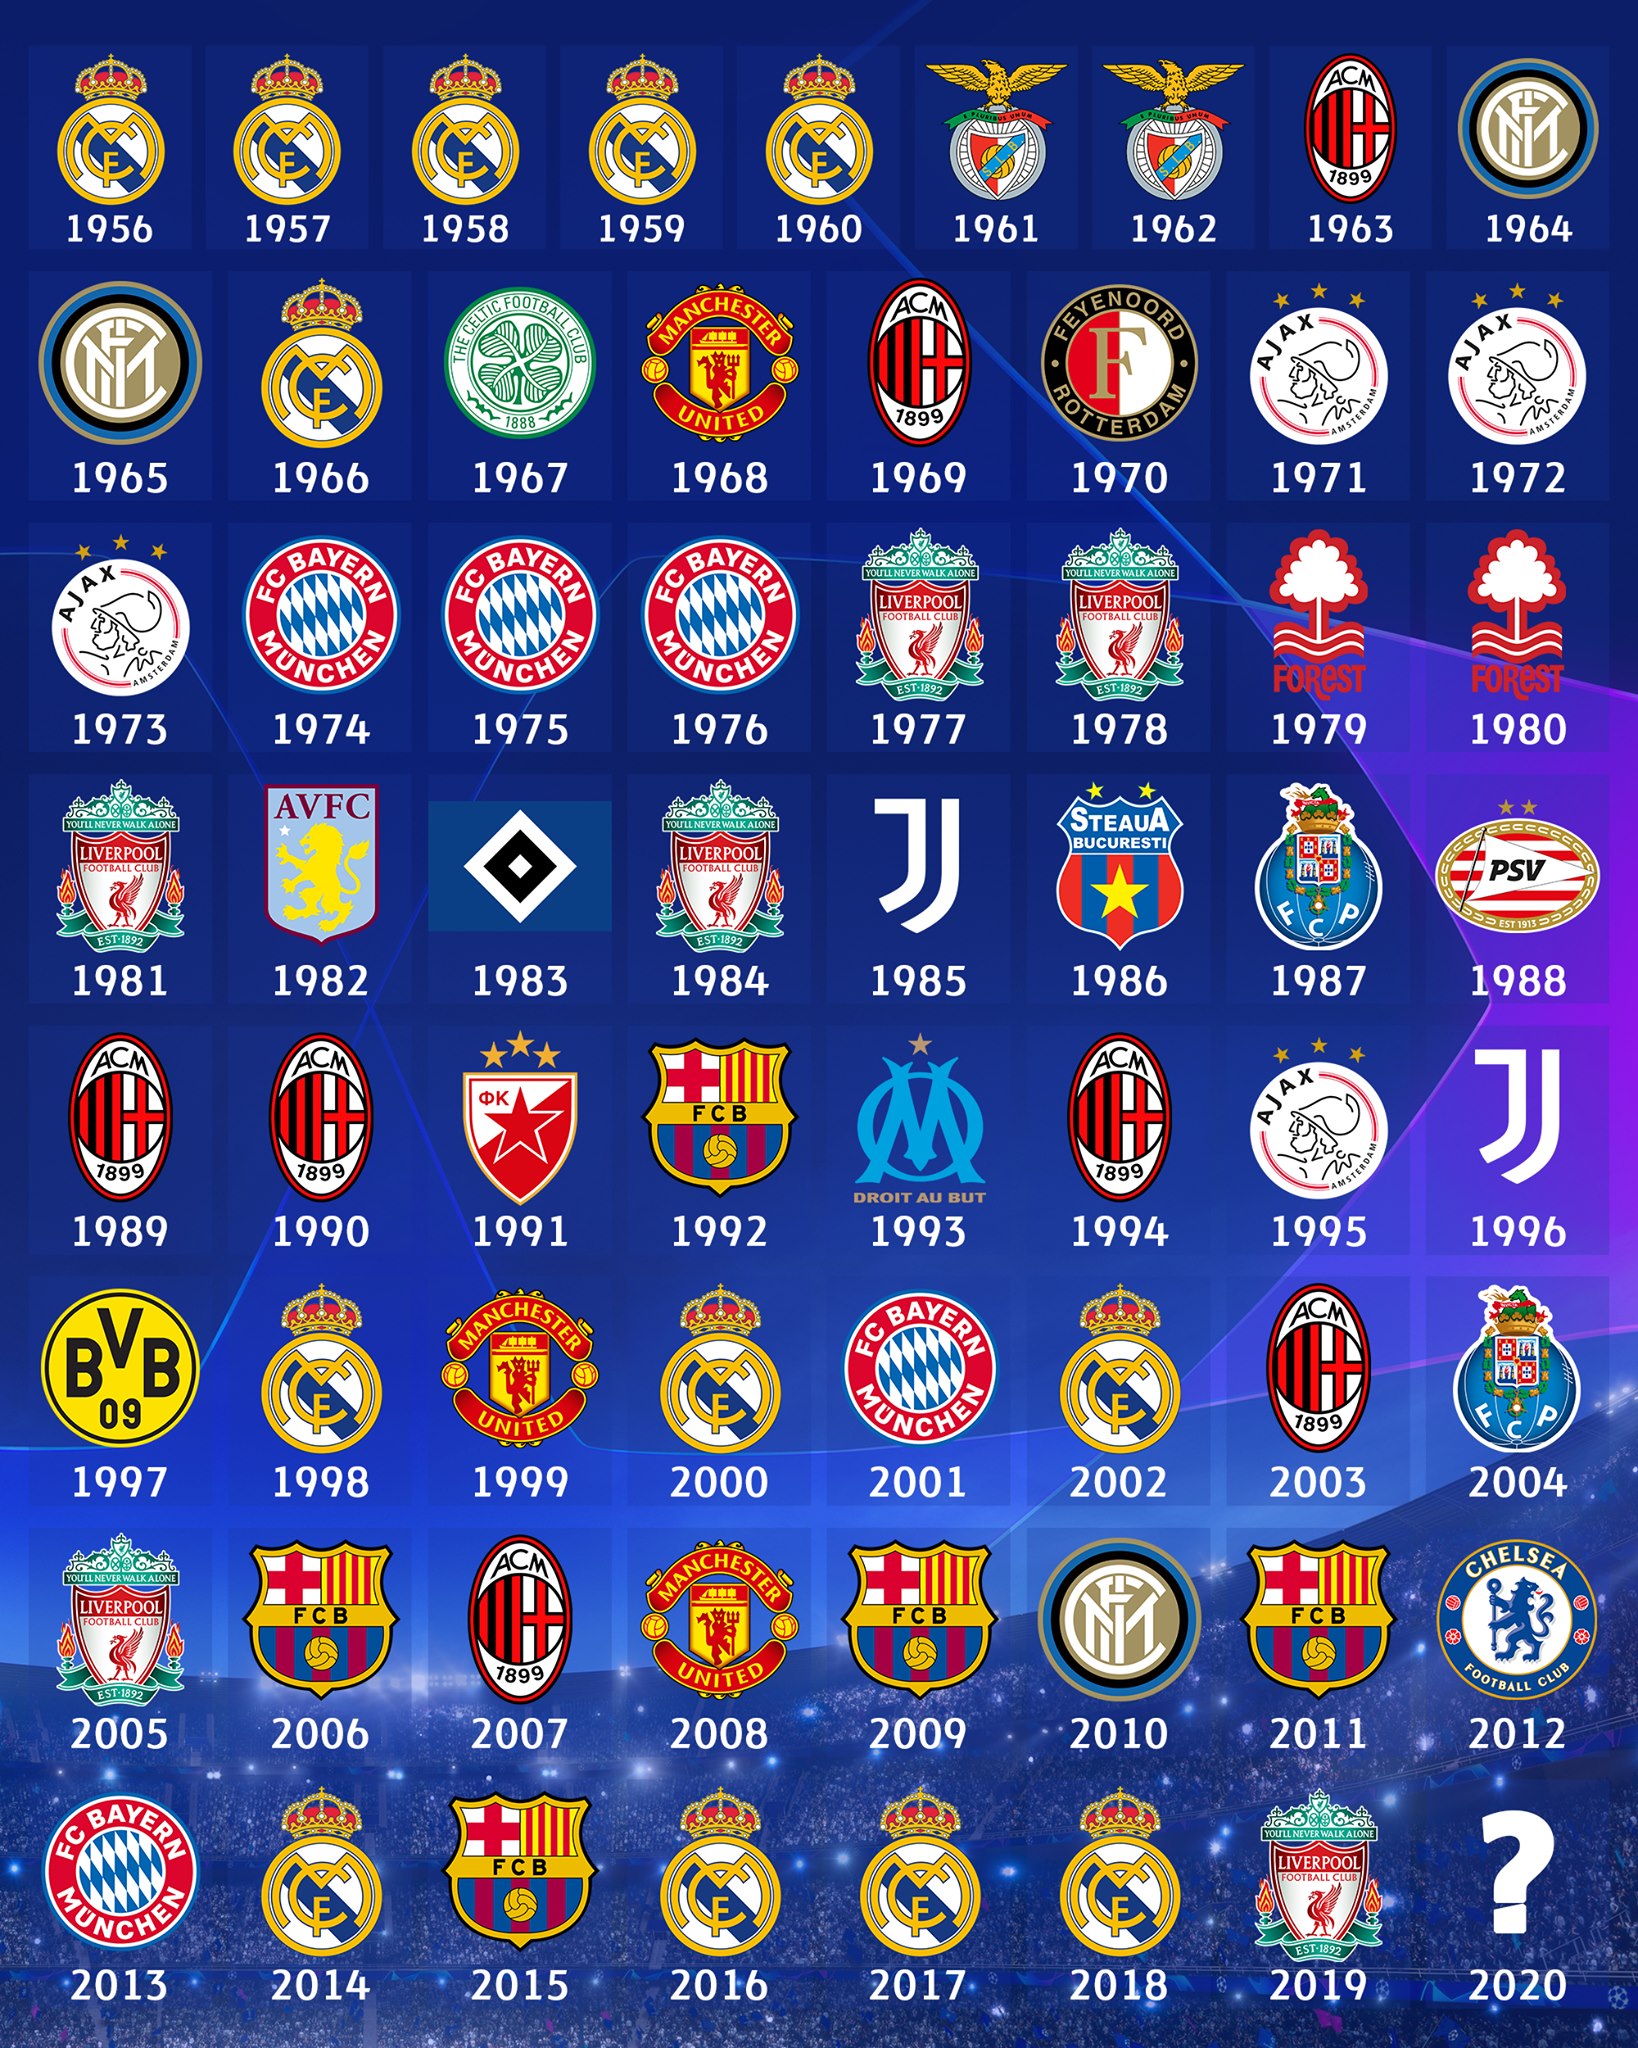 1956
1957
1958
1959
1960
E PLURIBUS UNUM
SLB
1961
E PLURIBUS UNUM
SLB
1962
ACM
1899
1963
1964
1965
1966
THE CELTIC FOOTBALL CLUB
1888
1967
MANCHESTER
UNITED
1968
ACM
1899
1969
FEYENOORD
F
ROTTERDAM
1970
AJAX
AMSTERDAM
1971
AJAX
AMSTERDAM
1972
AJAX
AMSTERDAM
1973
FC BAYERN
MÜNCHEN
1974
FC BAYERN
MÜNCHEN
1975
FC BAYERN
MÜNCHEN
1976
YOU'LL NEVER WALK ALONE
LIVERPOOL
FOOTBALL CLUB
EST·1892
1977
YOU'LL NEVER WALK ALONE
LIVERPOOL
FOOTBALL CLUB
EST·1892
1978
FOREST
1979
FOREST
1980
YOU'LL NEVER WALK ALONE
LIVERPOOL
FOOTBALL CLUB
EST·1892
1981
AVFC
1982
1983
YOU'LL NEVER WALK ALONE
LIVERPOOL
FOOTBALL CLUB
EST·1892
1984
1985
STEAUA
BUCURESTI
1986
FCP
1987
PSV
EST 1913
1988
ACM
1899
1989
ACM
1899
1990
ФК
1991
FCB
1992
DROIT AU BUT
1993
ACM
1899
1994
AJAX
AMSTERDAM
1995
1996
BVB
09
1997
1998
MANCHESTER
UNITED
1999
2000
FC BAYERN
MÜNCHEN
2001
2002
ACM
1899
2003
FCP
2004
YOU'LL NEVER WALK ALONE
LIVERPOOL
FOOTBALL CLUB
EST·1892
2005
FCB
2006
ACM
1899
2007
MANCHESTER
UNITED
2008
FCB
2009
2010
FCB
2011
CHELSEA
FOOTBALL CLUB
2012
FC BAYERN
MÜNCHEN
2013
2014
FCB
2015
2016
2017
2018
YOU'LL NEVER WALK ALONE
LIVERPOOL
FOOTBALL CLUB
EST·1892
2019
?
2020